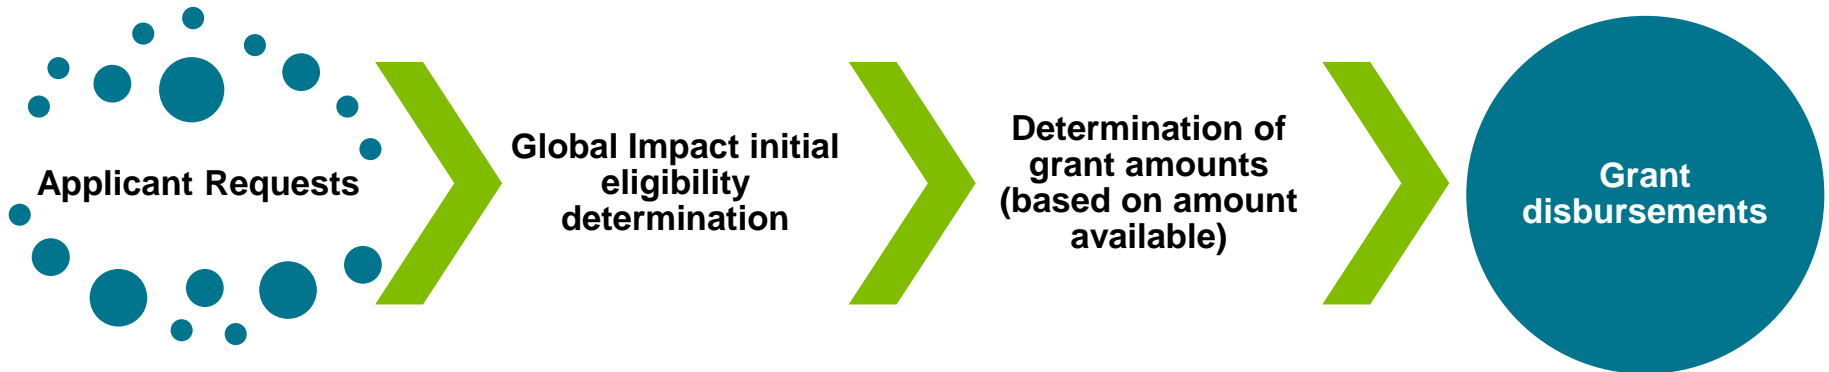 Applicant Requests
Global Impact initial
eligibility
determination
Determination of
grant amounts
(based on amount
available)
Grant
disbursements